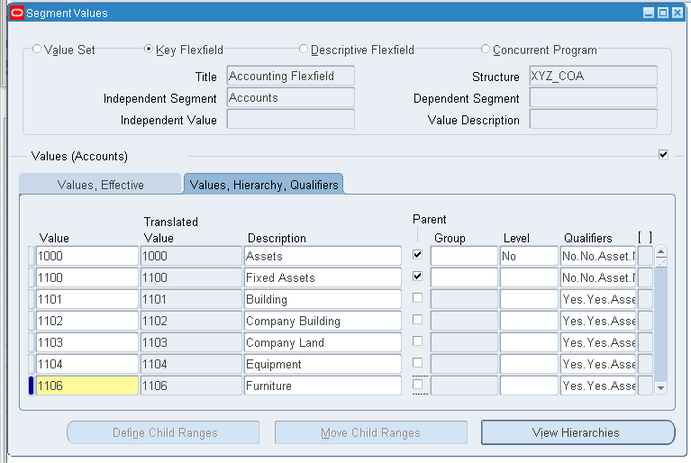 Segment Values
Value Set Key Flexfield Descriptive Flexfield Concurrent Program
Title Accounting Flexfield Structure XYZ_COA
Independent Segment Accounts Dependent Segment
Independent Value Value Description
Values (Accounts)
Values, Effective Values, Hierarchy, Qualifiers
Translated Parent
Value Value Description Group Level Qualifiers [ ]
1000 1000 Assets No No.No.Asset.
1100 1100 Fixed Assets No.No.Asset.
1101 1101 Building Yes.Yes.Asse
1102 1102 Company Building Yes.Yes.Asse
1103 1103 Company Land Yes.Yes.Asse
1104 1104 Equipment Yes.Yes.Asse
1106 1106 Furniture Yes.Yes.Asse
Define Child Ranges Move Child Ranges View Hierarchies